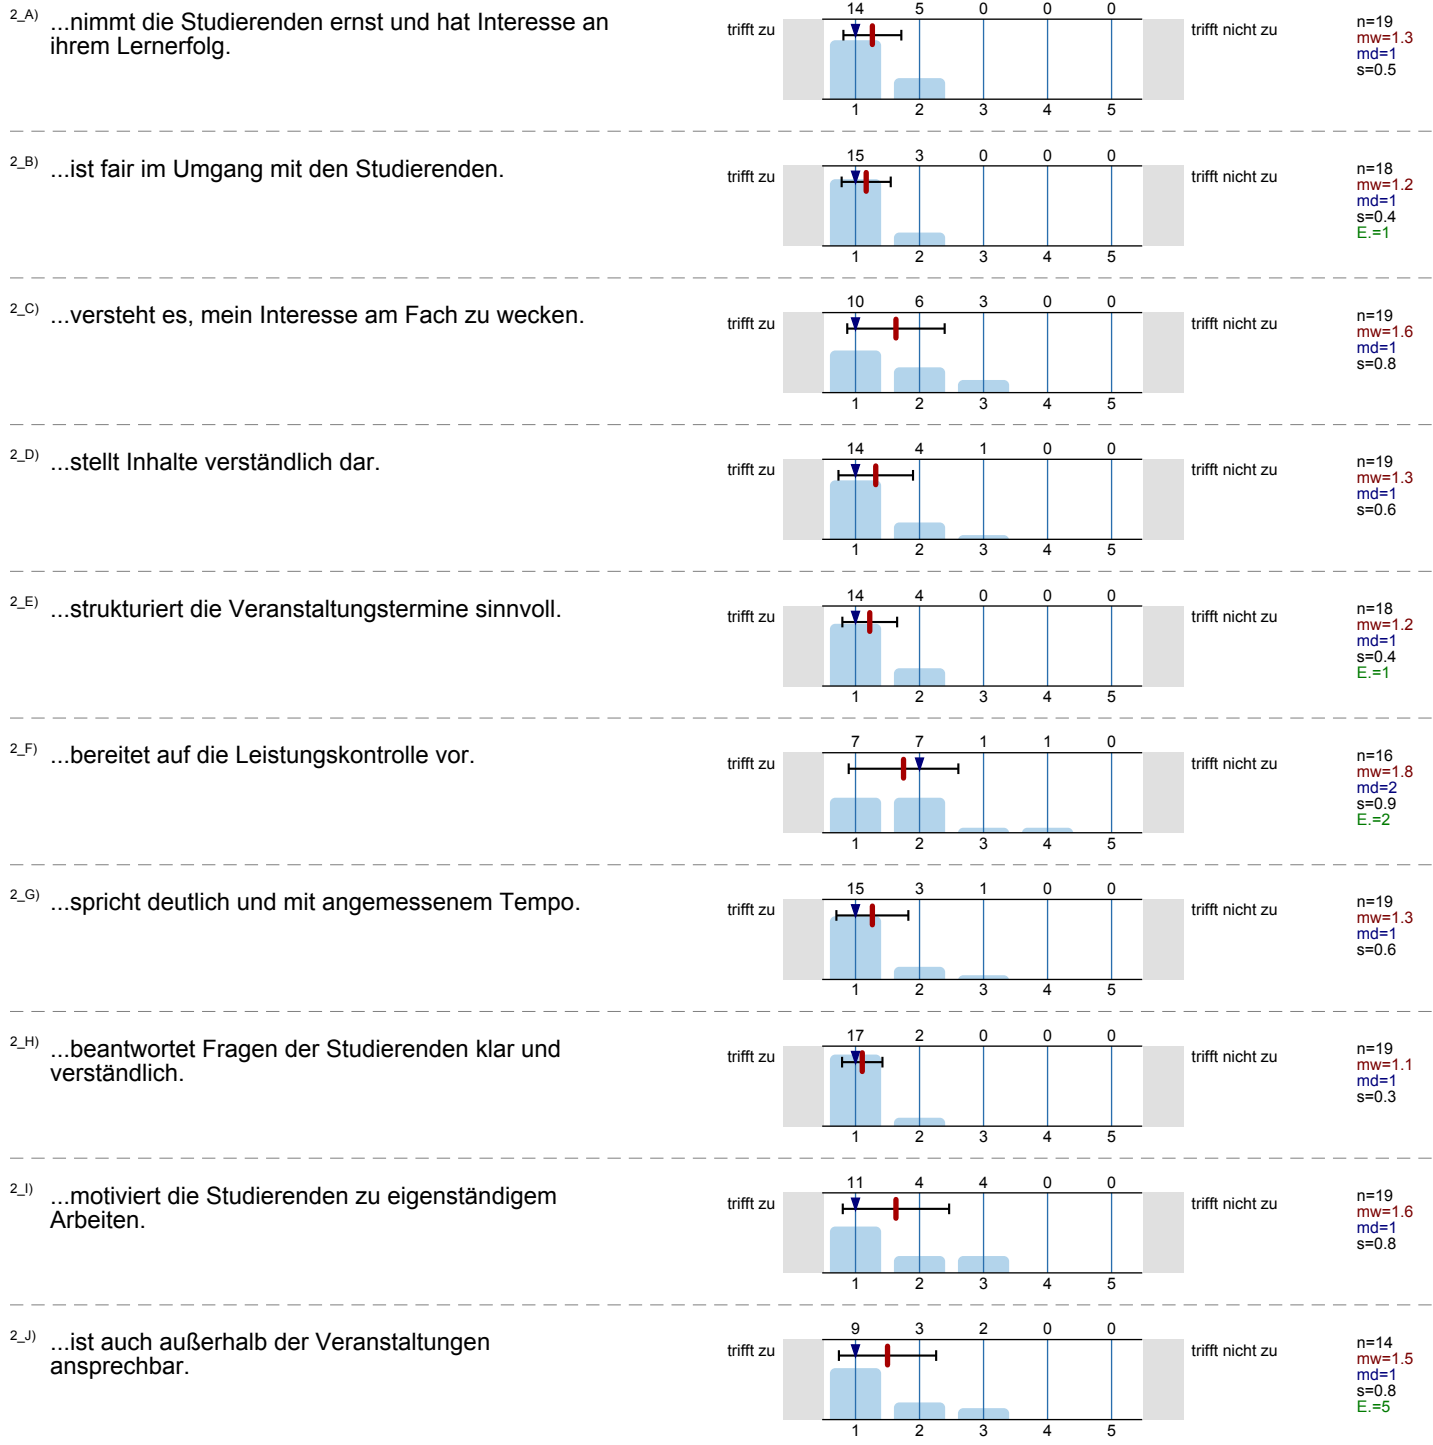 2_A) ...nimmt die Studierenden ernst und hat Interesse an
ihrem Lernerfolg.
14 5 0 0 0
trifft zu
trifft nicht zu
1 2 3 4 5
n=19
mw=1.3
md=1
s=0.5
2_B) ...ist fair im Umgang mit den Studierenden.
15 3 0 0 0
trifft zu
trifft nicht zu
1 2 3 4 5
n=18
mw=1.2
md=1
s=0.4
E.=1
2_C) ...versteht es, mein Interesse am Fach zu wecken.
10 6 3 0 0
trifft zu
trifft nicht zu
1 2 3 4 5
n=19
mw=1.6
md=1
s=0.8
2_D) ...stellt Inhalte verständlich dar.
14 4 1 0 0
trifft zu
trifft nicht zu
1 2 3 4 5
n=19
mw=1.3
md=1
s=0.6
2_E) ...strukturiert die Veranstaltungstermine sinnvoll.
14 4 0 0 0
trifft zu
trifft nicht zu
1 2 3 4 5
n=18
mw=1.2
md=1
s=0.4
E.=1
2_F) ...bereitet auf die Leistungskontrolle vor.
7 7 1 1 0
trifft zu
trifft nicht zu
1 2 3 4 5
n=16
mw=1.8
md=2
s=0.9
E.=2
2_G) ...spricht deutlich und mit angemessenem Tempo.
15 3 1 0 0
trifft zu
trifft nicht zu
1 2 3 4 5
n=19
mw=1.3
md=1
s=0.6
2_H) ...beantwortet Fragen der Studierenden klar und
verständlich.
17 2 0 0 0
trifft zu
trifft nicht zu
1 2 3 4 5
n=19
mw=1.1
md=1
s=0.3
2_I) ...motiviert die Studierenden zu eigenständigem
Arbeiten.
11 4 4 0 0
trifft zu
trifft nicht zu
1 2 3 4 5
n=19
mw=1.6
md=1
s=0.8
2_J) ...ist auch außerhalb der Veranstaltungen
ansprechbar.
9 3 2 0 0
trifft zu
trifft nicht zu
1 2 3 4 5
n=14
mw=1.5
md=1
s=0.8
E.=5